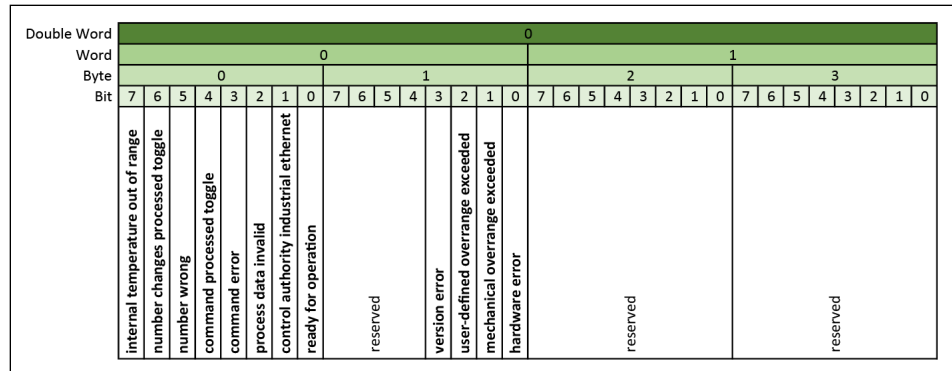 Double Word 0
Word 0 1
Byte 0 1 2 3
Bit 7 6 5 4 3 2 1 0 7 6 5 4 3 2 1 0 7 6 5 4 3 2 1 0 7 6 5 4 3 2 1 0
internal temperature out of range
number changes processed toggle
number wrong
command processed toggle
command error
process data invalid
control authority industrial ethernet
ready for operation
reserved
version error
user-defined overrange exceeded
mechanical overrange exceeded
hardware error
reserved
reserved